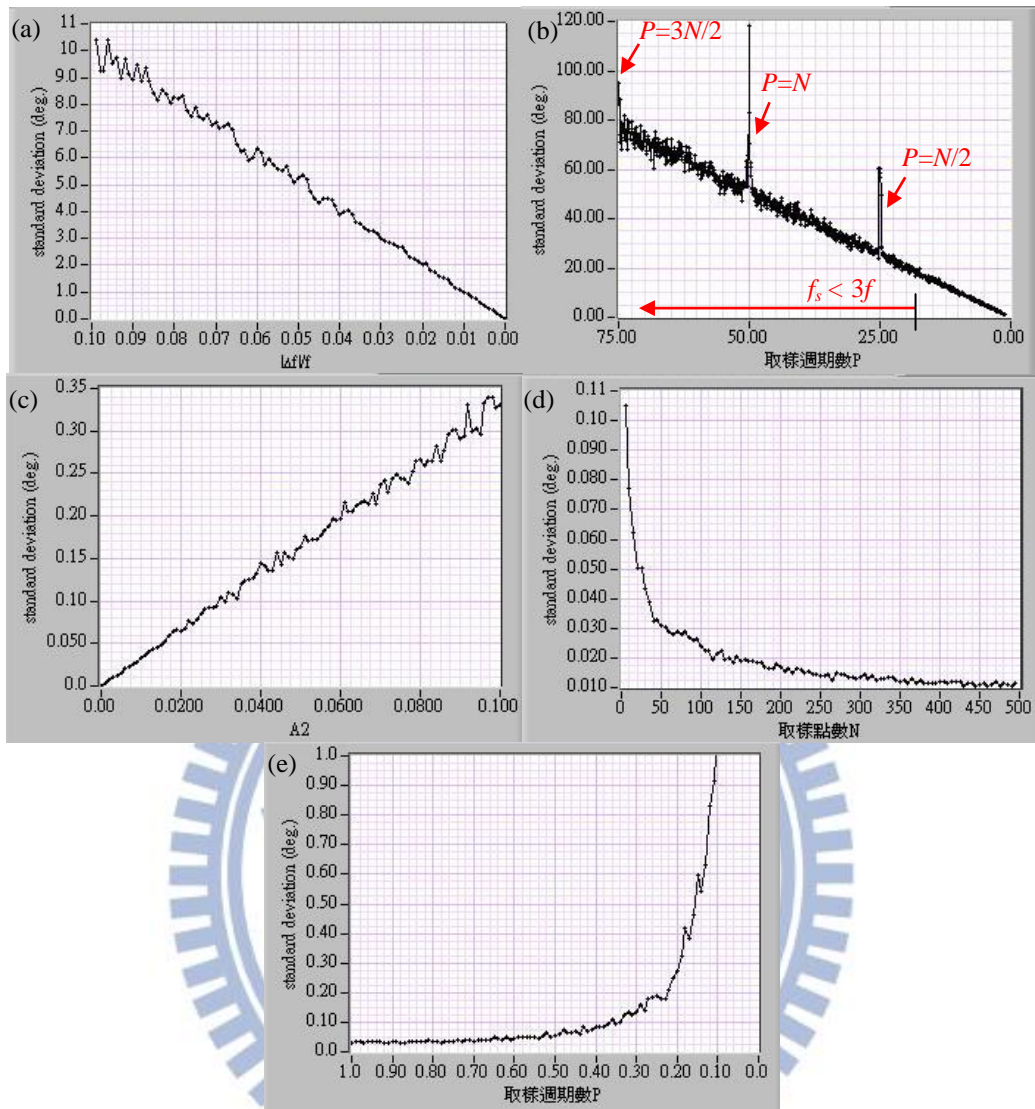 (a)
standard deviation (deg.)
11
10
9.0
8.0
7.0
6.0
5.0
4.0
3.0
2.0
1.0
0.0
0.10 0.09 0.08 0.07 0.06 0.05 0.04 0.03 0.02 0.01 0.00
|Δf|/f
(b)
standard deviation (deg.)
120.00
100.00
80.00
60.00
40.00
20.00
0.00
P=3N/2
P=N
P=N/2
fs < 3f
75.00 50.00 25.00 0.00
取樣週期數P
(c)
standard deviation (deg.)
0.35
0.30
0.25
0.20
0.15
0.10
0.050
0.0
0.00 0.0200 0.0400 0.0600 0.0800 0.100
A2
(d)
standard deviation (deg.)
0.11
0.10
0.090
0.080
0.070
0.060
0.050
0.040
0.030
0.020
0.010
0 50 100 150 200 250 300 350 400 450 500
取樣點數N
(e)
standard deviation (deg.)
1.0
0.90
0.80
0.70
0.60
0.50
0.40
0.30
0.20
0.10
0.0
1.0 0.90 0.80 0.70 0.60 0.50 0.40 0.30 0.20 0.10 0.0
取樣週期數P